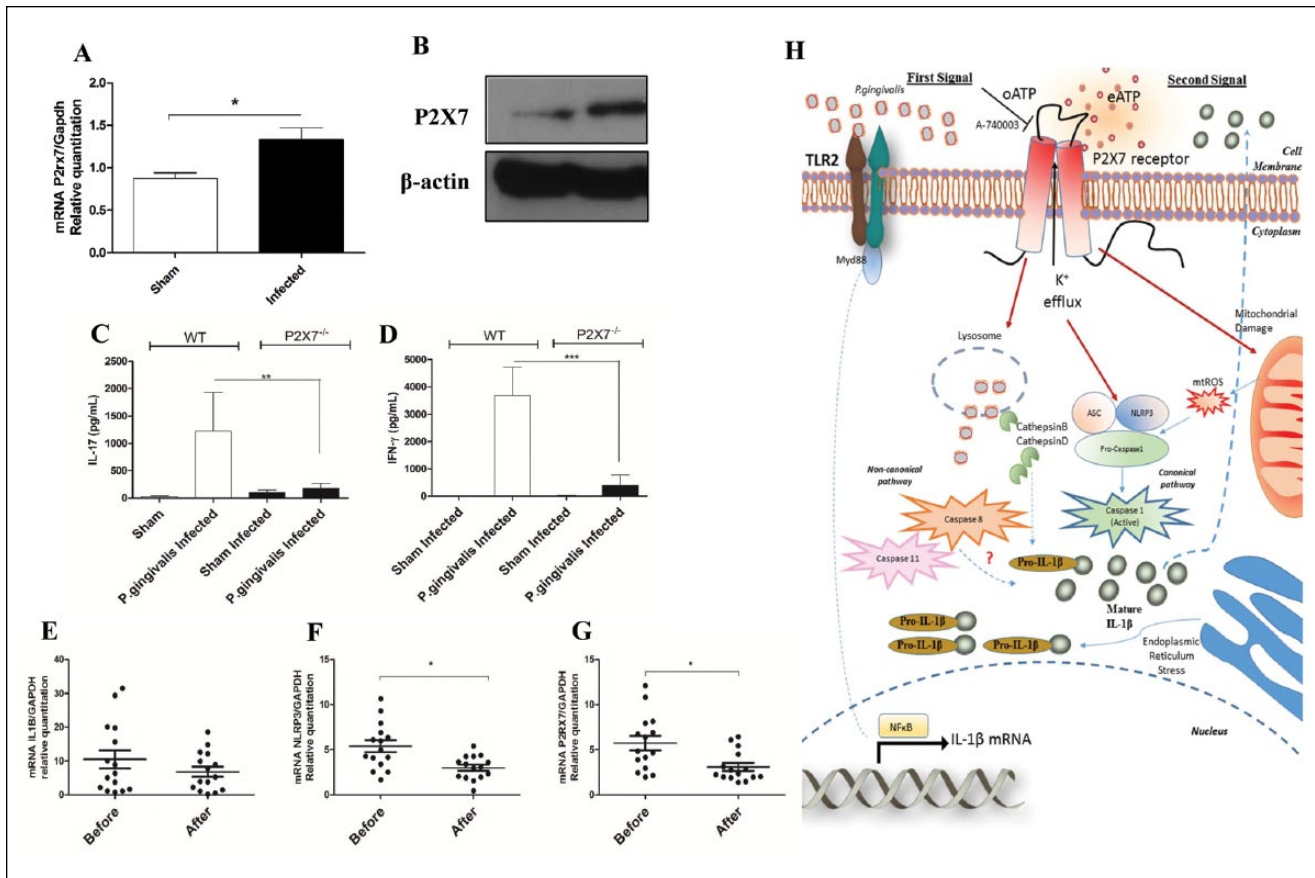 A
mRNA P2rx7/Gapdh
Relative quantitation
2.0
1.5
1.0
0.5
0.0
*
Sham
Infected
B
P2X7
β-actin
C
WT
P2X7-/-
IL-17 (pg/mL)
2500
2000
1500
1000
500
0
**
Sham
P.gingivalis Infected
Sham Infected
P.gingivalis Infected
D
WT
P2X7-/-
IFN-γ (pg/mL)
5000
4000
3000
2000
1000
0
***
Sham Infected
P.gingivalis Infected
Sham Infected
P.gingivalis Infected
E
mRNA IL1B/GAPDH
relative quantitation
40
30
20
10
0
Before
After
F
mRNA NLRP3/GAPDH
Relative quantitation
15
10
5
0
*
Before
After
G
mRNA P2RX7/GAPDH
Relative quantitation
15
10
5
0
*
Before
After
H
First Signal
Second Signal
P.gingivalis
oATP
eATP
A-740003
TLR2
P2X7 receptor
Cell
Membrane
Cytoplasm
Myd88
K+
efflux
Mitochondrial
Damage
Lysosome
mtROS
ASC
NLRP3
CathepsinB
CathepsinD
Pro-Caspase1
Non-canonical
pathway
Canonical
pathway
Caspase 8
Caspase 1
(Active)
Caspase 11
?
Pro-IL-1β
Mature
IL-1β
Pro-IL-1β
Pro-IL-1β
Pro-IL-1β
Endoplasmic
Reticulum
Stress
Nucleus
NFκB
IL-1β mRNA